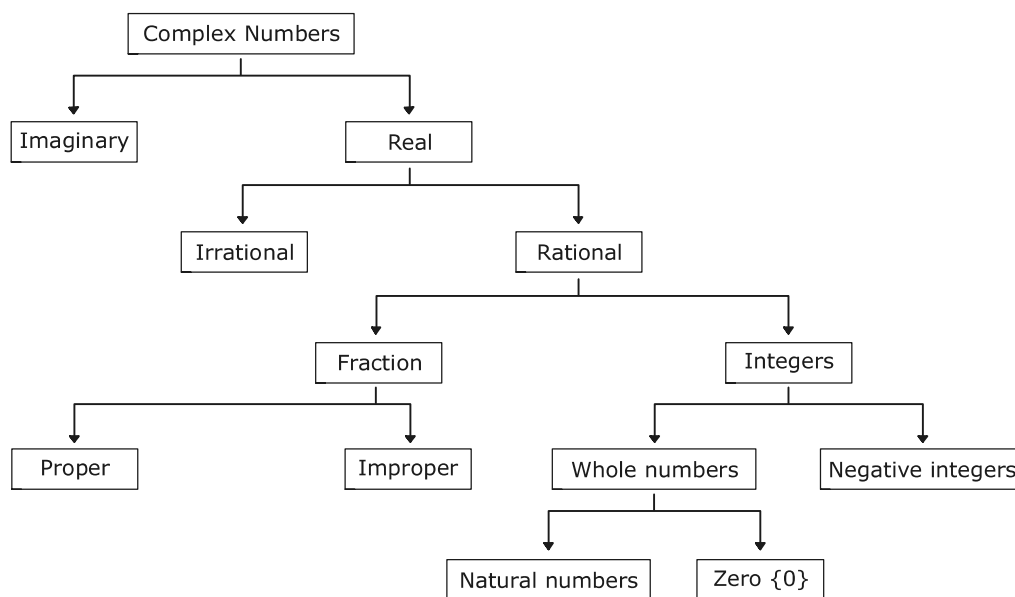 Complex Numbers
Imaginary
Real
Irrational
Rational
Fraction
Integers
Proper
Improper
Whole numbers
Negative integers
Natural numbers
Zero {0}